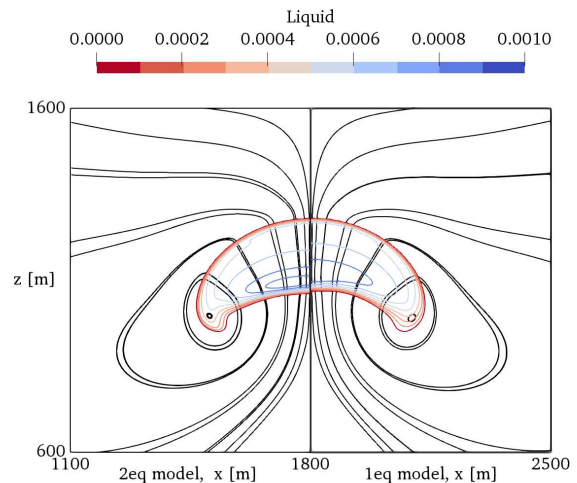 Liquid
0.0000 0.0002 0.0004 0.0006 0.0008 0.0010
1600
z [m]
600
1100 1800 2500
2eq model, x [m] 1eq model, x [m]